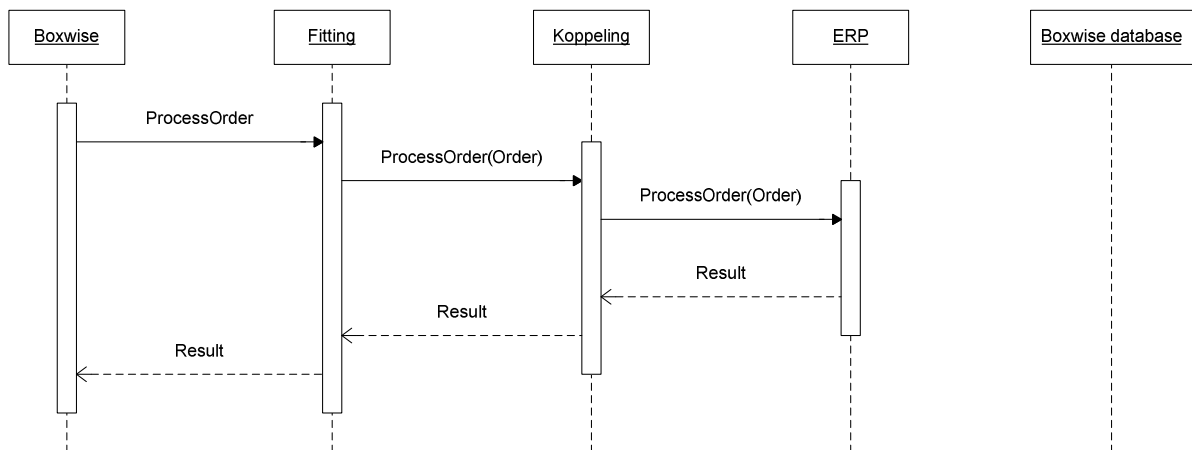 Boxwise
Fitting
Koppeling
ERP
Boxwise database
ProcessOrder
ProcessOrder(Order)
ProcessOrder(Order)
Result
Result
Result